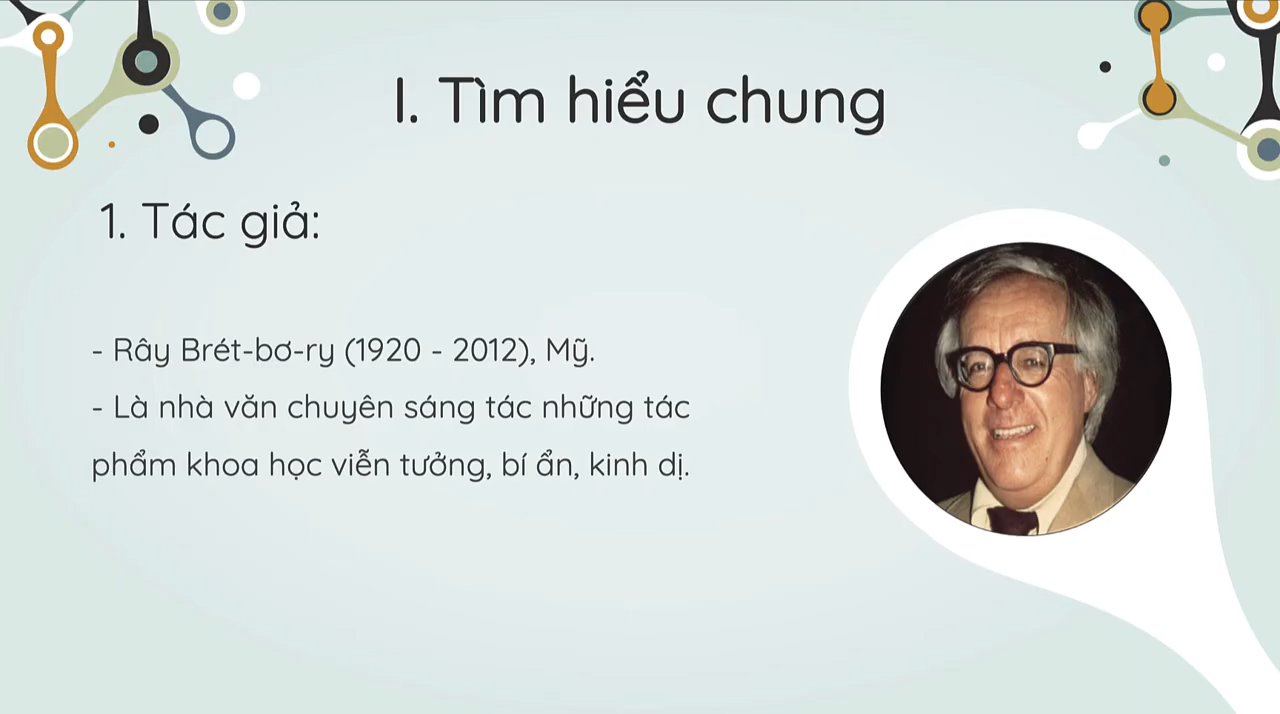 I. Tìm hiểu chung
1. Tác giả:
- Rây Brét-bơ-ry (1920 - 2012), Mỹ.
- Là nhà văn chuyên sáng tác những tác
phẩm khoa học viễn tưởng, bí ẩn, kinh dị.